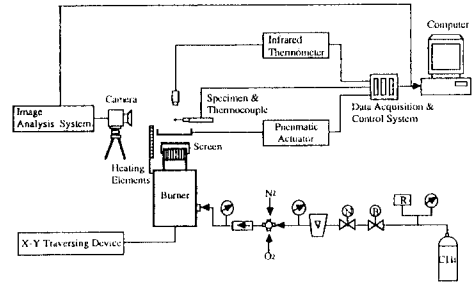 Computer
Infrared
Thermometer
Camera
Specimen &
Thermocouple
Data Acquisition &
Control System
Image
Analysis System
Pneumatic
Actuator
Screen
Heating
Elements
Burner
N2
R
N
B
X-Y Traversing Device
O2